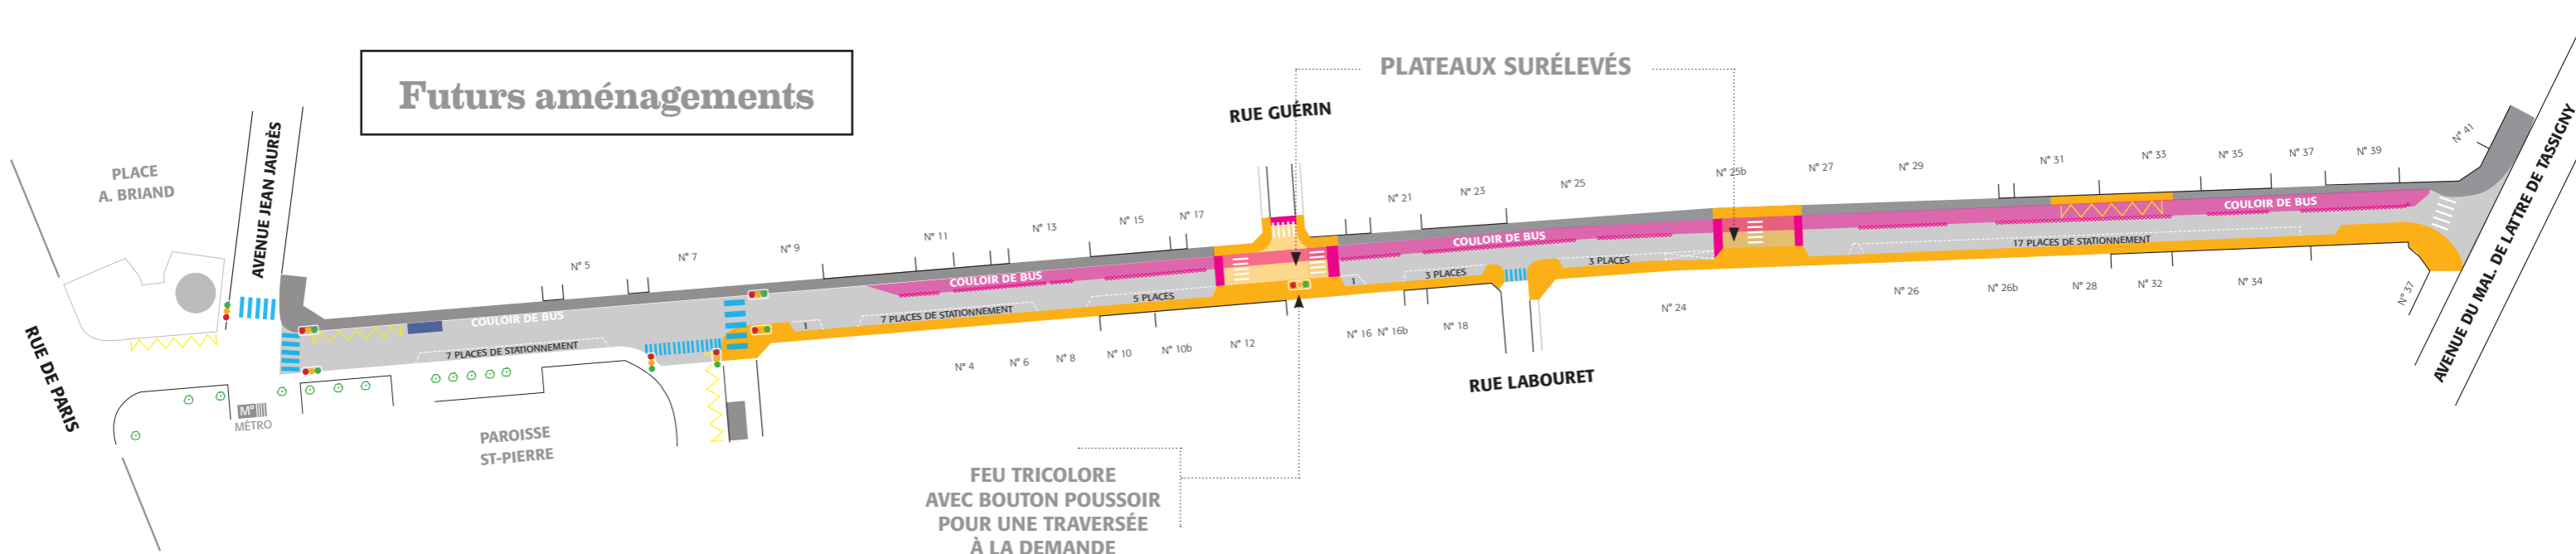 Futurs aménagements
PLATEAUX SURÉLEVÉS
RUE GUÉRIN
PLACE
A. BRIAND
AVENUE JEAN JAURÈS
RUE DE PARIS
AVENUE DU MAL. DE LATTRE DE TASSIGNY
N° 5
N° 7
N° 9
N° 11
N° 13
N° 15
N° 17
N° 21
N° 23
N° 25
N° 25b
N° 27
N° 29
N° 31
N° 33
N° 35
N° 37
N° 39
N° 41
COULOIR DE BUS
COULOIR DE BUS
COULOIR DE BUS
COULOIR DE BUS
7 PLACES DE STATIONNEMENT
1
7 PLACES DE STATIONNEMENT
5 PLACES
1
3 PLACES
3 PLACES
17 PLACES DE STATIONNEMENT
N° 4
N° 6
N° 8
N° 10
N° 10b
N° 12
N° 16
N° 16b
N° 18
N° 24
N° 26
N° 26b
N° 28
N° 32
N° 34
N° 37
RUE LABOURET
M°
MÉTRO
PAROISSE
ST-PIERRE
FEU TRICOLORE
AVEC BOUTON POUSSOIR
POUR UNE TRAVERSÉE
À LA DEMANDE